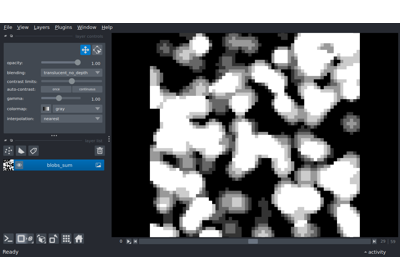 File View Layers Plugins Window Help
opacity: 1.00
blending: translucent_no_depth
contrast limits:
auto-contrast: once continuous
gamma: 1.00
colormap: gray
interpolation: nearest
blobs_sum
Ready
activity